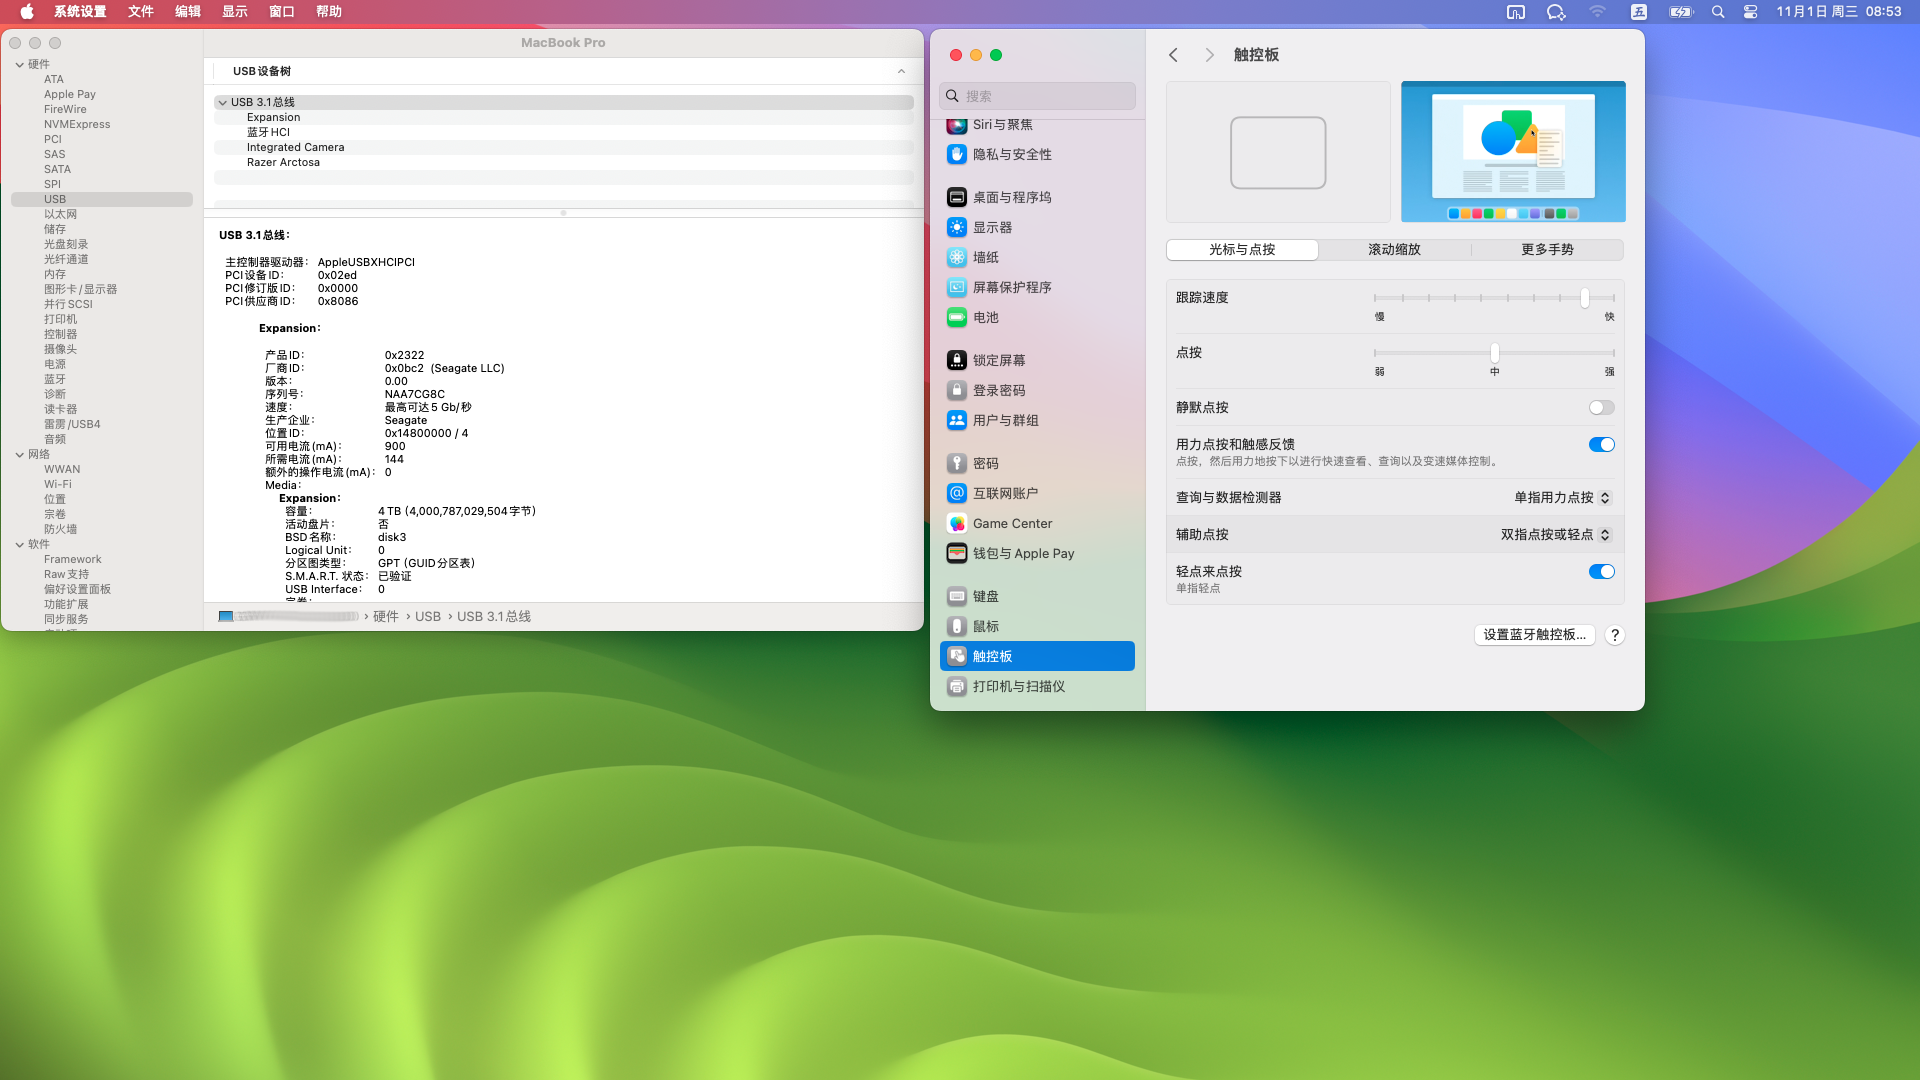 系统设置 文件 编辑 显示 窗口 帮助
五 11月1日 周三 08:53
MacBook Pro
硬件
ATA
Apple Pay
FireWire
NVMExpress
PCI
SAS
SATA
SPI
USB
以太网
储存
光盘刻录
光纤通道
内存
图形卡/显示器
并行 SCSI
打印机
控制器
摄像头
电源
蓝牙
诊断
读卡器
雷雳/USB4
音频
网络
WWAN
Wi-Fi
位置
宗卷
防火墙
软件
Framework
Raw 支持
偏好设置面板
功能扩展
同步服务
USB 设备树
USB 3.1 总线
Expansion
蓝牙 HCI
Integrated Camera
Razer Arctosa
USB 3.1 总线:
主控制器驱动器: AppleUSBXHCIPCI
PCI 设备 ID: 0x02ed
PCI 修订版 ID: 0x0000
PCI 供应商 ID: 0x8086
Expansion:
产品 ID: 0x2322
厂商 ID: 0x0bc2 (Seagate LLC)
版本: 0.00
序列号: NAA7CG8C
速度: 最高可达 5 Gb/秒
生产企业: Seagate
位置 ID: 0x14800000 / 4
可用电流 (mA): 900
所需电流 (mA): 144
额外的操作电流 (mA): 0
Media:
Expansion:
容量: 4 TB (4,000,787,029,504 字节)
活动盘片: 否
BSD 名称: disk3
Logical Unit: 0
分区图类型: GPT (GUID 分区表)
S.M.A.R.T. 状态: 已验证
USB Interface: 0
› 硬件 › USB › USB 3.1 总线
搜索
Siri 与聚焦
隐私与安全性
桌面与程序坞
显示器
墙纸
屏幕保护程序
电池
锁定屏幕
登录密码
用户与群组
密码
互联网账户
Game Center
钱包与 Apple Pay
键盘
鼠标
触控板
打印机与扫描仪
触控板
光标与点按 滚动缩放 更多手势
跟踪速度
慢 快
点按
弱 中 强
静默点按
用力点按和触感反馈
点按，然后用力地按下以进行快速查看、查询以及变速媒体控制。
查询与数据检测器 单指用力点按
辅助点按 双指点按或轻点
轻点来点按
单指轻点
设置蓝牙触控板... ?